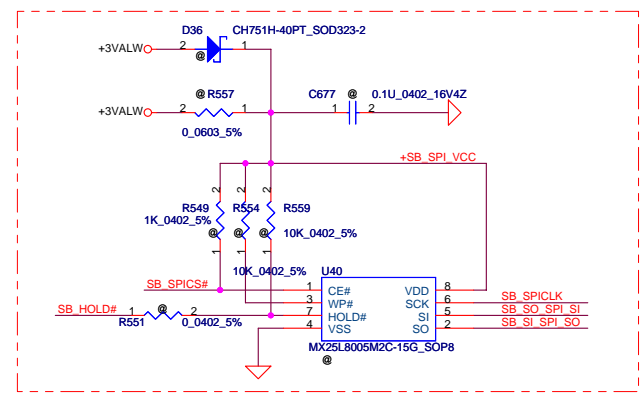 D36 CH751H-40PT_SOD323-2
+3VALW 2 1
@
@ R557 C677 @ 0.1U_0402_16V4Z
+3VALW 2 1 1 2
0_0603_5%
+SB_SPI_VCC
2 2 2
R549 R554 R559
1K_0402_5%
@ @ @ 10K_0402_5%
1 1 1
10K_0402_5% U40
SB_SPICS# 1 CE# VDD 8
3 WP# SCK 6 SB_SPICLK
SB_HOLD# 1 @ 2 7 HOLD# SI 5 SB_SO_SPI_SI
R551 0_0402_5% 4 VSS SO 2 SB_SI_SPI_SO
MX25L8005M2C-15G_SOP8
@